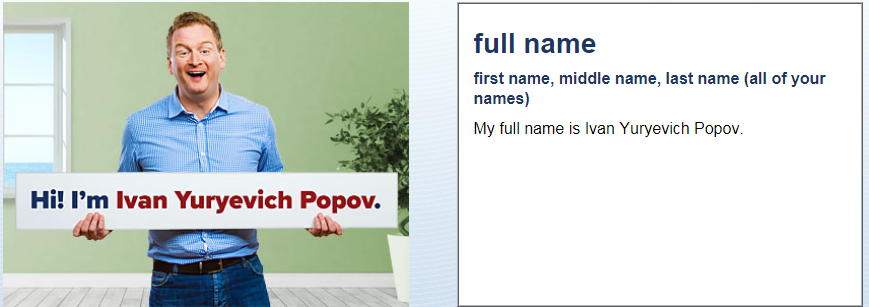 Hi! I'm Ivan Yuryevich Popov.
full name
first name, middle name, last name (all of your
names)
My full name is Ivan Yuryevich Popov.